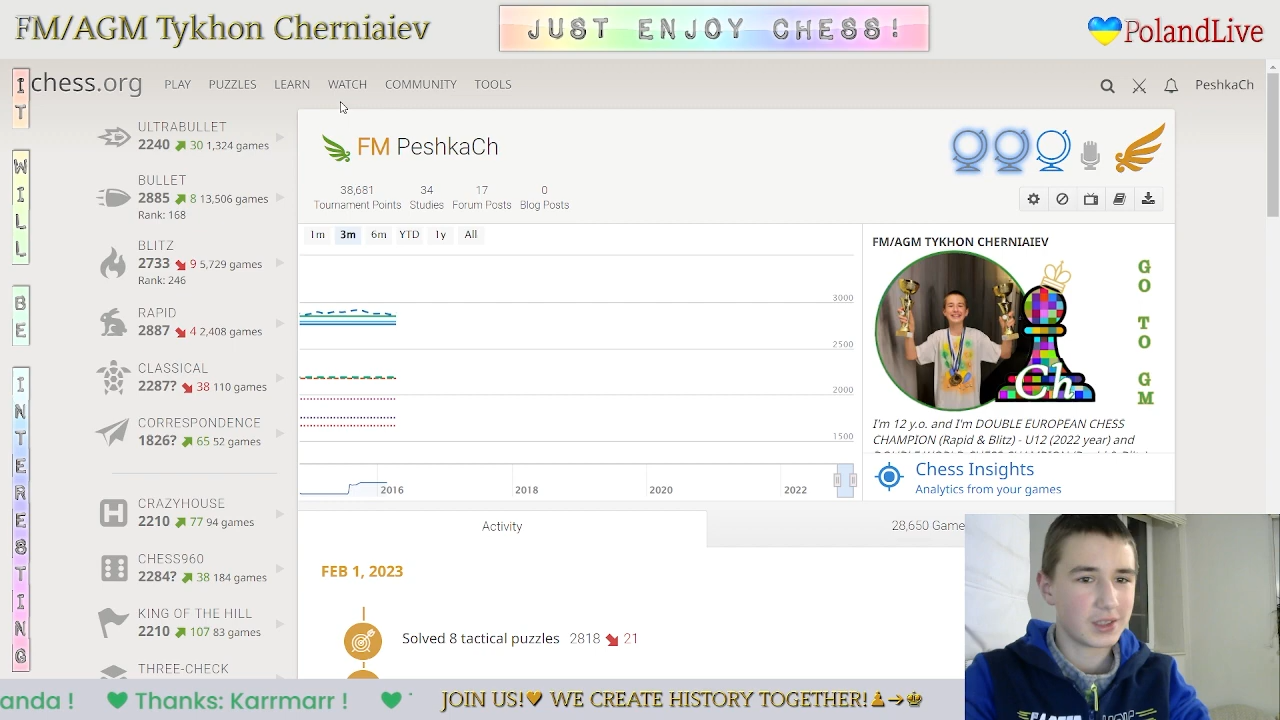 FM/AGM Tykhon Cherniaiev
JUST ENJOY CHESS!
PolandLive
IT WILL BE INTERESTING
chess.org
PLAY PUZZLES LEARN WATCH COMMUNITY TOOLS
PeshkaCh
ULTRABULLET
2240 30 1,324 games
BULLET
2885 8 13,506 games
Rank: 168
BLITZ
2733 9 5,729 games
Rank: 246
RAPID
2887 4 2,408 games
CLASSICAL
2287? 38 110 games
CORRESPONDENCE
1826? 65 52 games
CRAZYHOUSE
2210 77 94 games
CHESS960
2284? 38 184 games
KING OF THE HILL
2210 107 83 games
THREE-CHECK
FM PeshkaCh
38,681 34 17 0
Tournament Points Studies Forum Posts Blog Posts
1m 3m 6m YTD 1y All
3000
2500
2000
1500
2016 2018 2020 2022
FM/AGM TYKHON CHERNIAIEV
Ch
GO TO GM
I'm 12 y.o. and I'm DOUBLE EUROPEAN CHESS
CHAMPION (Rapid & Blitz) - U12 (2022 year) and
DOUBLE WORLD CHESS CHAMPION (Rapid & Blitz)
Chess Insights
Analytics from your games
Activity
28,650 Game
FEB 1, 2023
Solved 8 tactical puzzles 2818 21
anda ! Thanks: Karrmarr !
JOIN US! WE CREATE HISTORY TOGETHER!